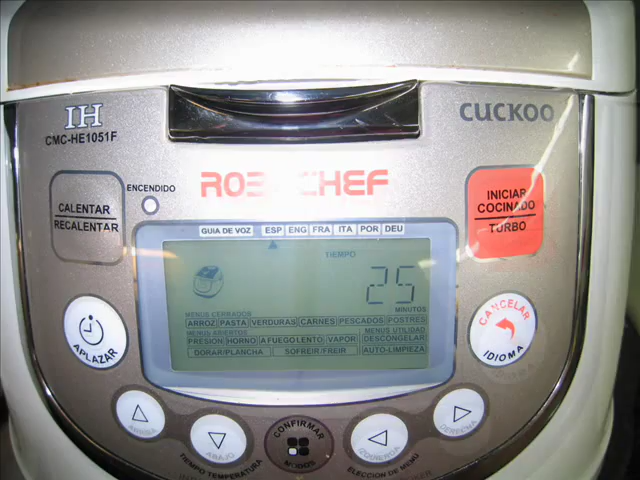 IH
CUCKOO
CMC-HE1051F
ENCENDIDO
CALENTAR
RECALENTAR
INICIAR
COCINADO
TURBO
GUIA DE VOZ ESP ENG FRA ITA POR DEU
TIEMPO
25
MINUTOS
MENUS CERRADOS
ARROZ PASTA VERDURAS CARNES PESCADOS POSTRES
MENUS ABIERTOS MENUS UTILIDAD
PRESION HORNO A FUEGO LENTO VAPOR DESCONGELAR
DORAR/PLANCHA SOFREIR/FREIR AUTO-LIMPIEZA
APLAZAR
CANCELAR
IDIOMA
ARRIBA
ABAJO
CONFIRMAR
MODOS
IZQUIERDA
DERECHA
TIEMPO TEMPERATURA
ELECCION DE MENU